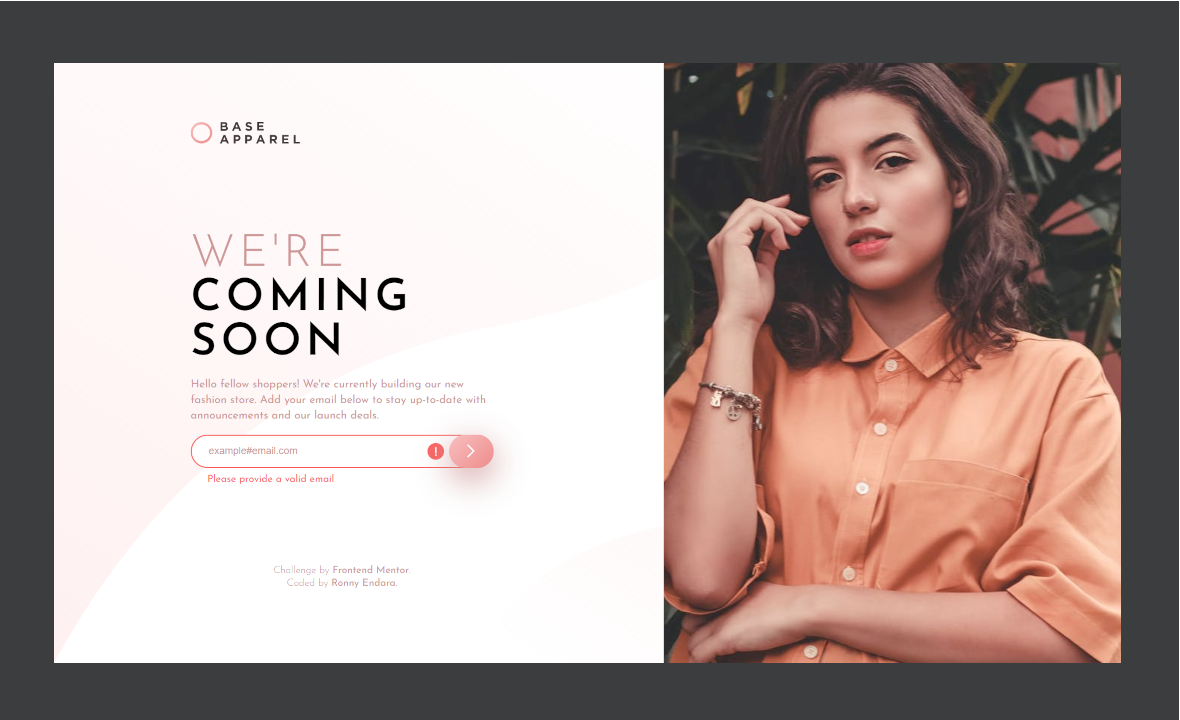 BASE
APPAREL
WE'RE
COMING
SOON
Hello fellow shoppers! We're currently building our new
fashion store. Add your email below to stay up-to-date with
announcements and our launch deals.
example#email.com
!
Please provide a valid email
Challenge by Frontend Mentor.
Coded by Ronny Endara.